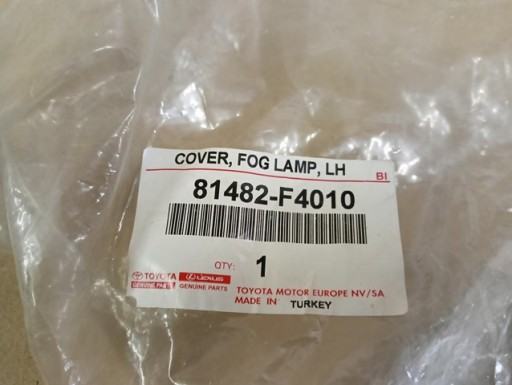 COVER, FOG LAMP, LH
BI
81482-F4010
QTY: 1
TOYOTA LEXUS
GENUINE PARTS GENUINE PARTS
TOYOTA MOTOR EUROPE NV/SA
MADE IN TURKEY